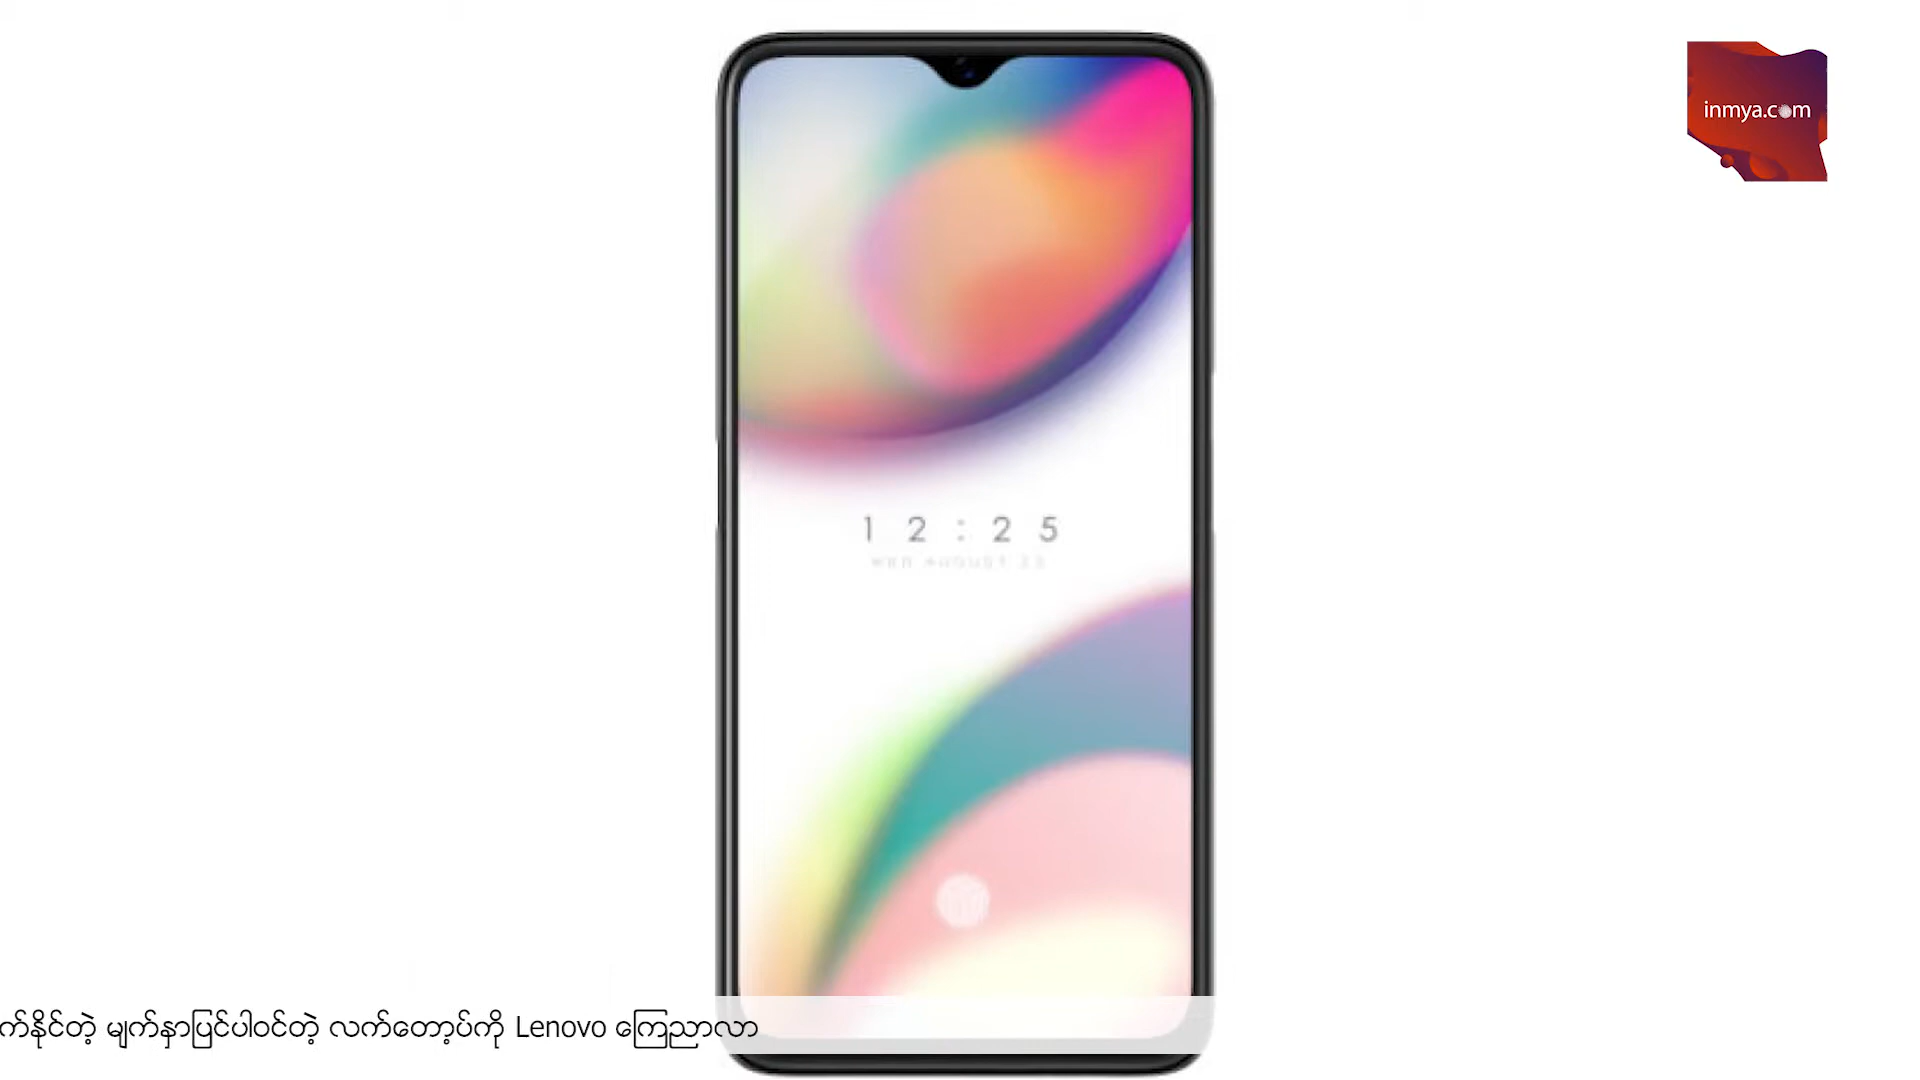 inmya.com
12:25
က်နိုင်တဲ့ မျက်နှာပြင်ပါဝင်တဲ့ လက်တော့ပ်ကို Lenovo ကြေညာလာ